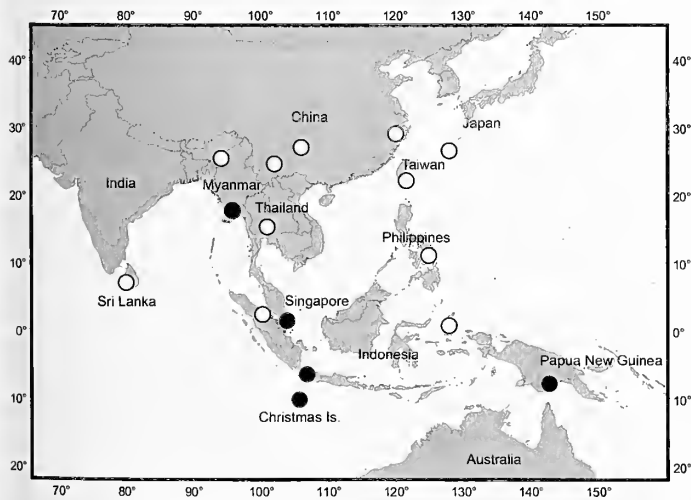 70° 80° 90° 100° 110° 120° 130° 140° 150°
40° 40°
China
30° Japan 30°
Taiwan
India Myanmar
20° Thailand 20°
Philippines
10° 10°
Sri Lanka Singapore
0° 0°
Indonesia Papua New Guinea
10° 10°
Christmas Is.
Australia
20° 20°
70° 80° 90° 100° 110° 120° 130° 140° 150°